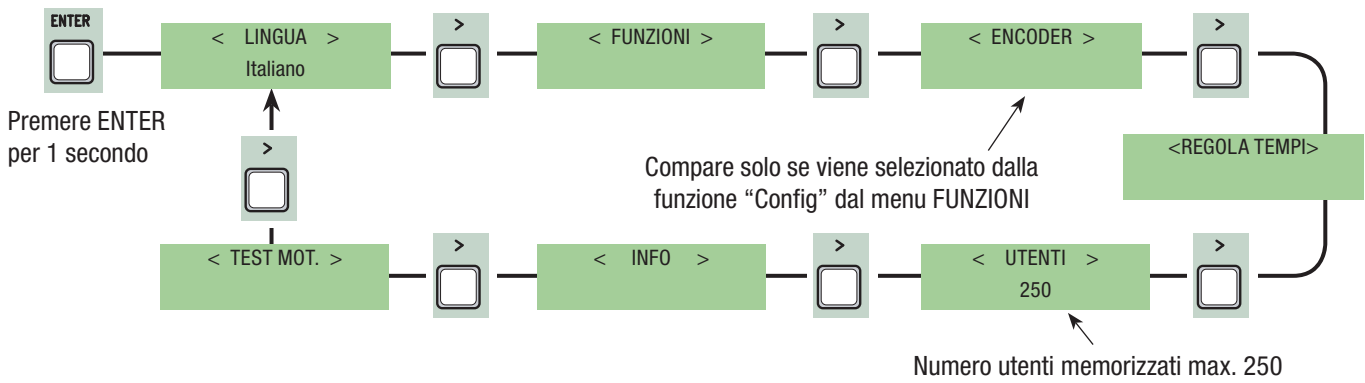 ENTER
< LINGUA >
Italiano
>
< FUNZIONI >
>
< ENCODER >
>
Premere ENTER
per 1 secondo
>
Compare solo se viene selezionato dalla
funzione “Config” dal menu FUNZIONI
<REGOLA TEMPI>
< TEST MOT. >
>
< INFO >
>
< UTENTI >
250
>
Numero utenti memorizzati max. 250